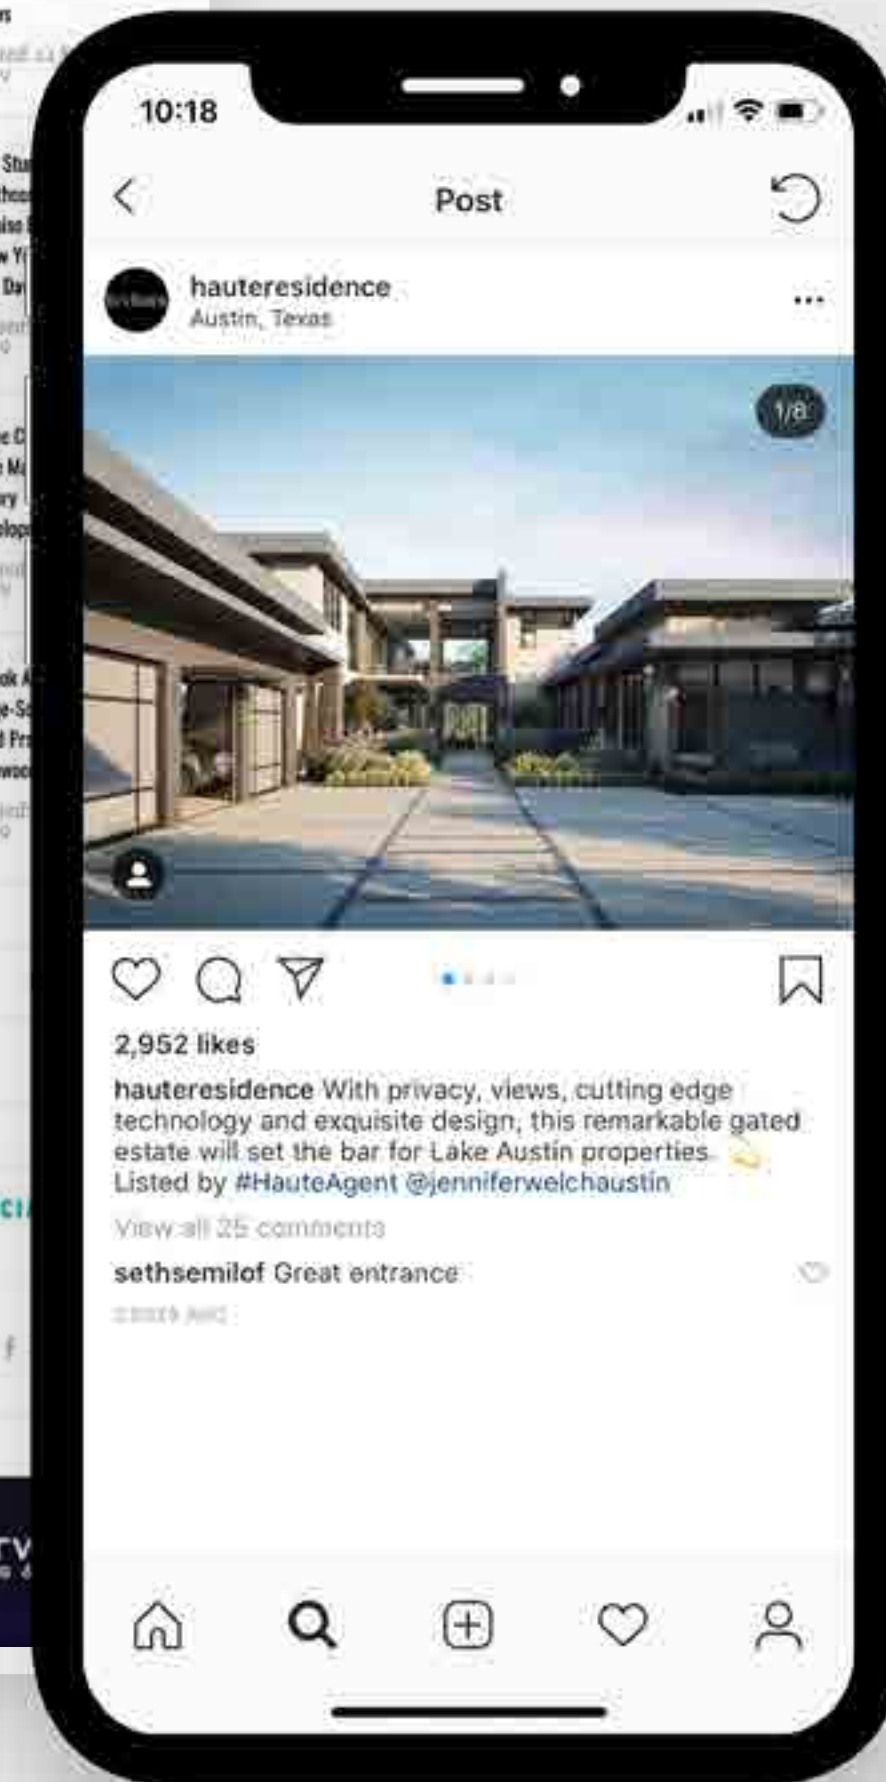 10:18
Post
hauteresidence
Austin, Texas
1/8
2,952 likes
hauteresidence With privacy, views, cutting edge
technology and exquisite design, this remarkable gated
estate will set the bar for Lake Austin properties.
Listed by #HauteAgent @jenniferwelchaustin
View all 25 comments
sethsemilof Great entrance